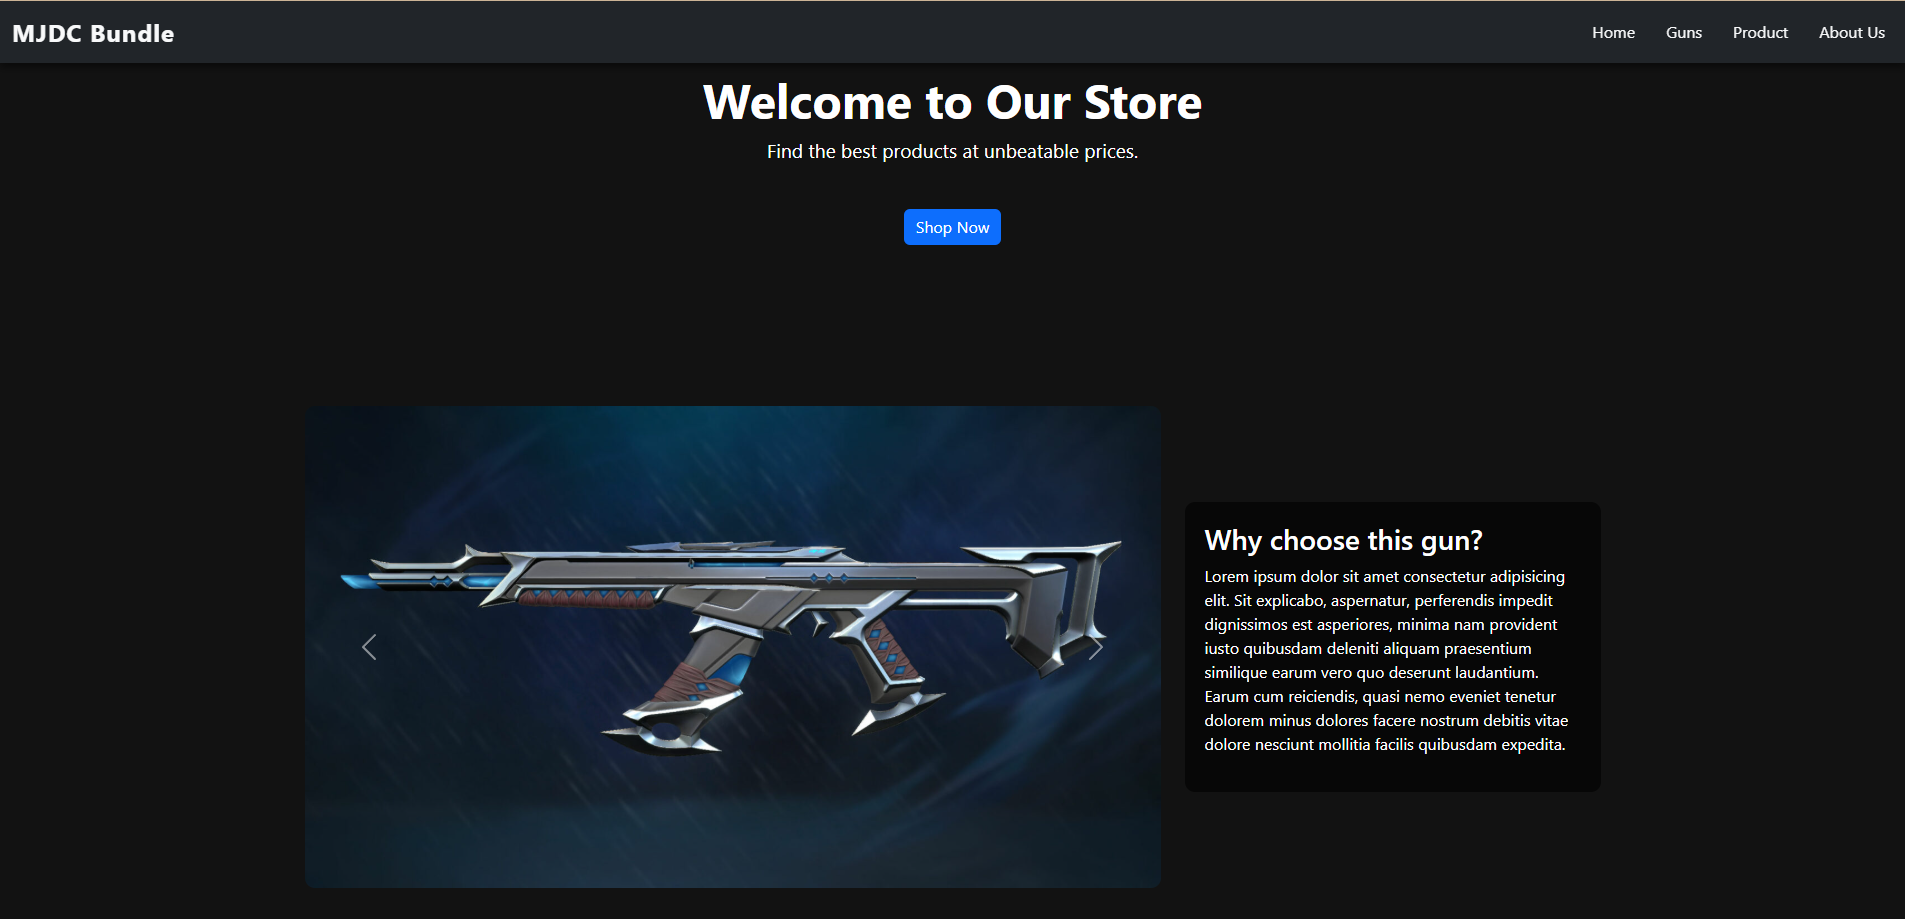 MJDC Bundle
Home Guns Product About Us
Welcome to Our Store
Find the best products at unbeatable prices.
Shop Now
Why choose this gun?
Lorem ipsum dolor sit amet consectetur adipisicing
elit. Sit explicabo, aspernatur, perferendis impedit
dignissimos est asperiores, minima nam provident
iusto quibusdam deleniti aliquam praesentium
similique earum vero quo deserunt laudantium.
Earum cum reiciendis, quasi nemo eveniet tenetur
dolorem minus dolores facere nostrum debitis vitae
dolore nesciunt mollitia facilis quibusdam expedita.